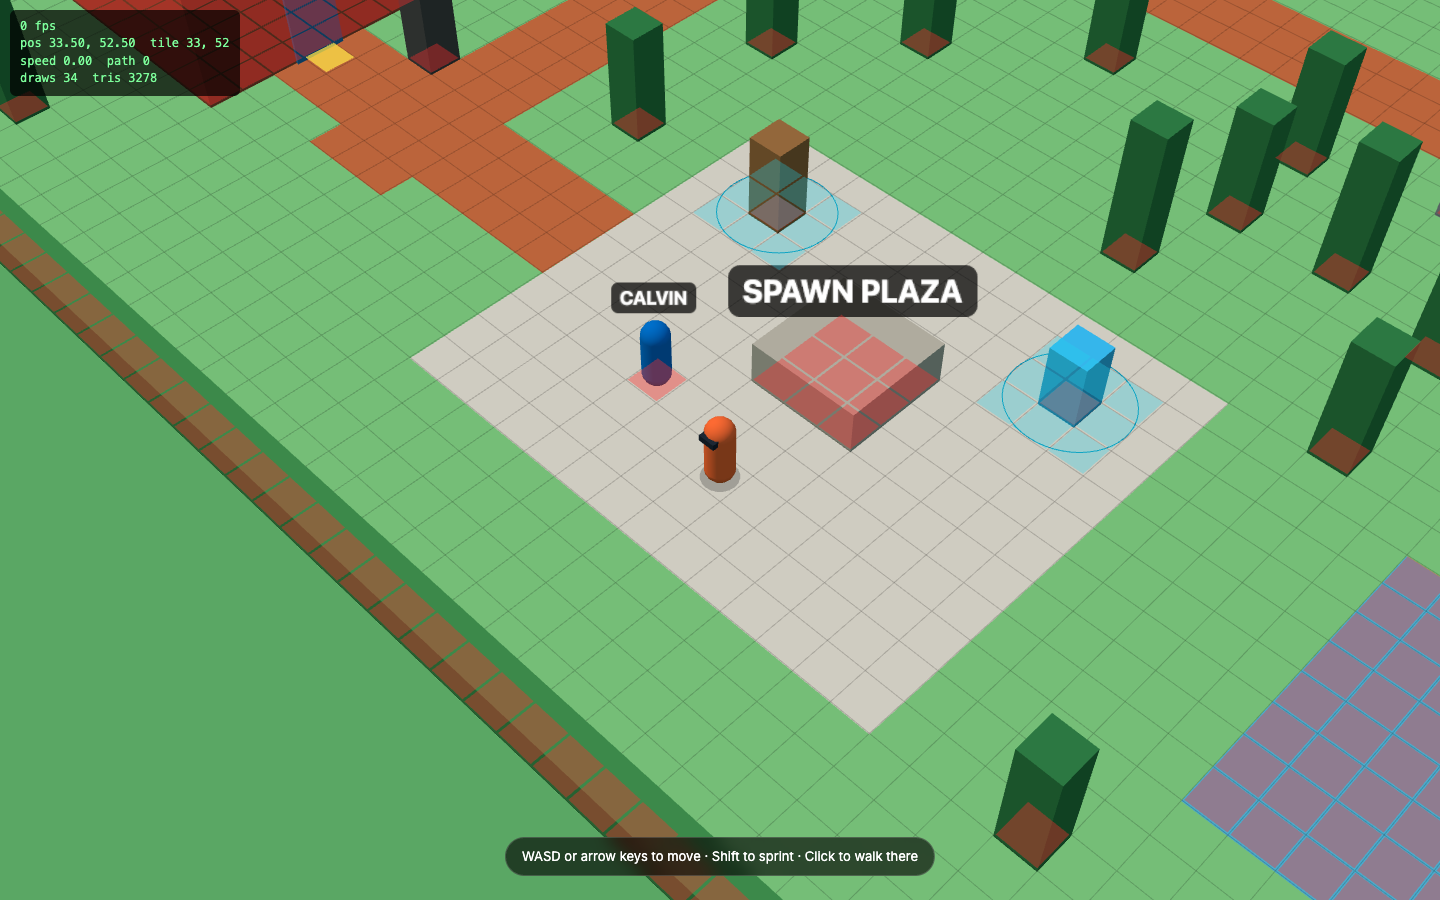 0 fps
pos 33.50, 52.50  tile 33, 52
speed 0.00  path 0
draws 34  tris 3278
CALVIN
SPAWN PLAZA
WASD or arrow keys to move · Shift to sprint · Click to walk there